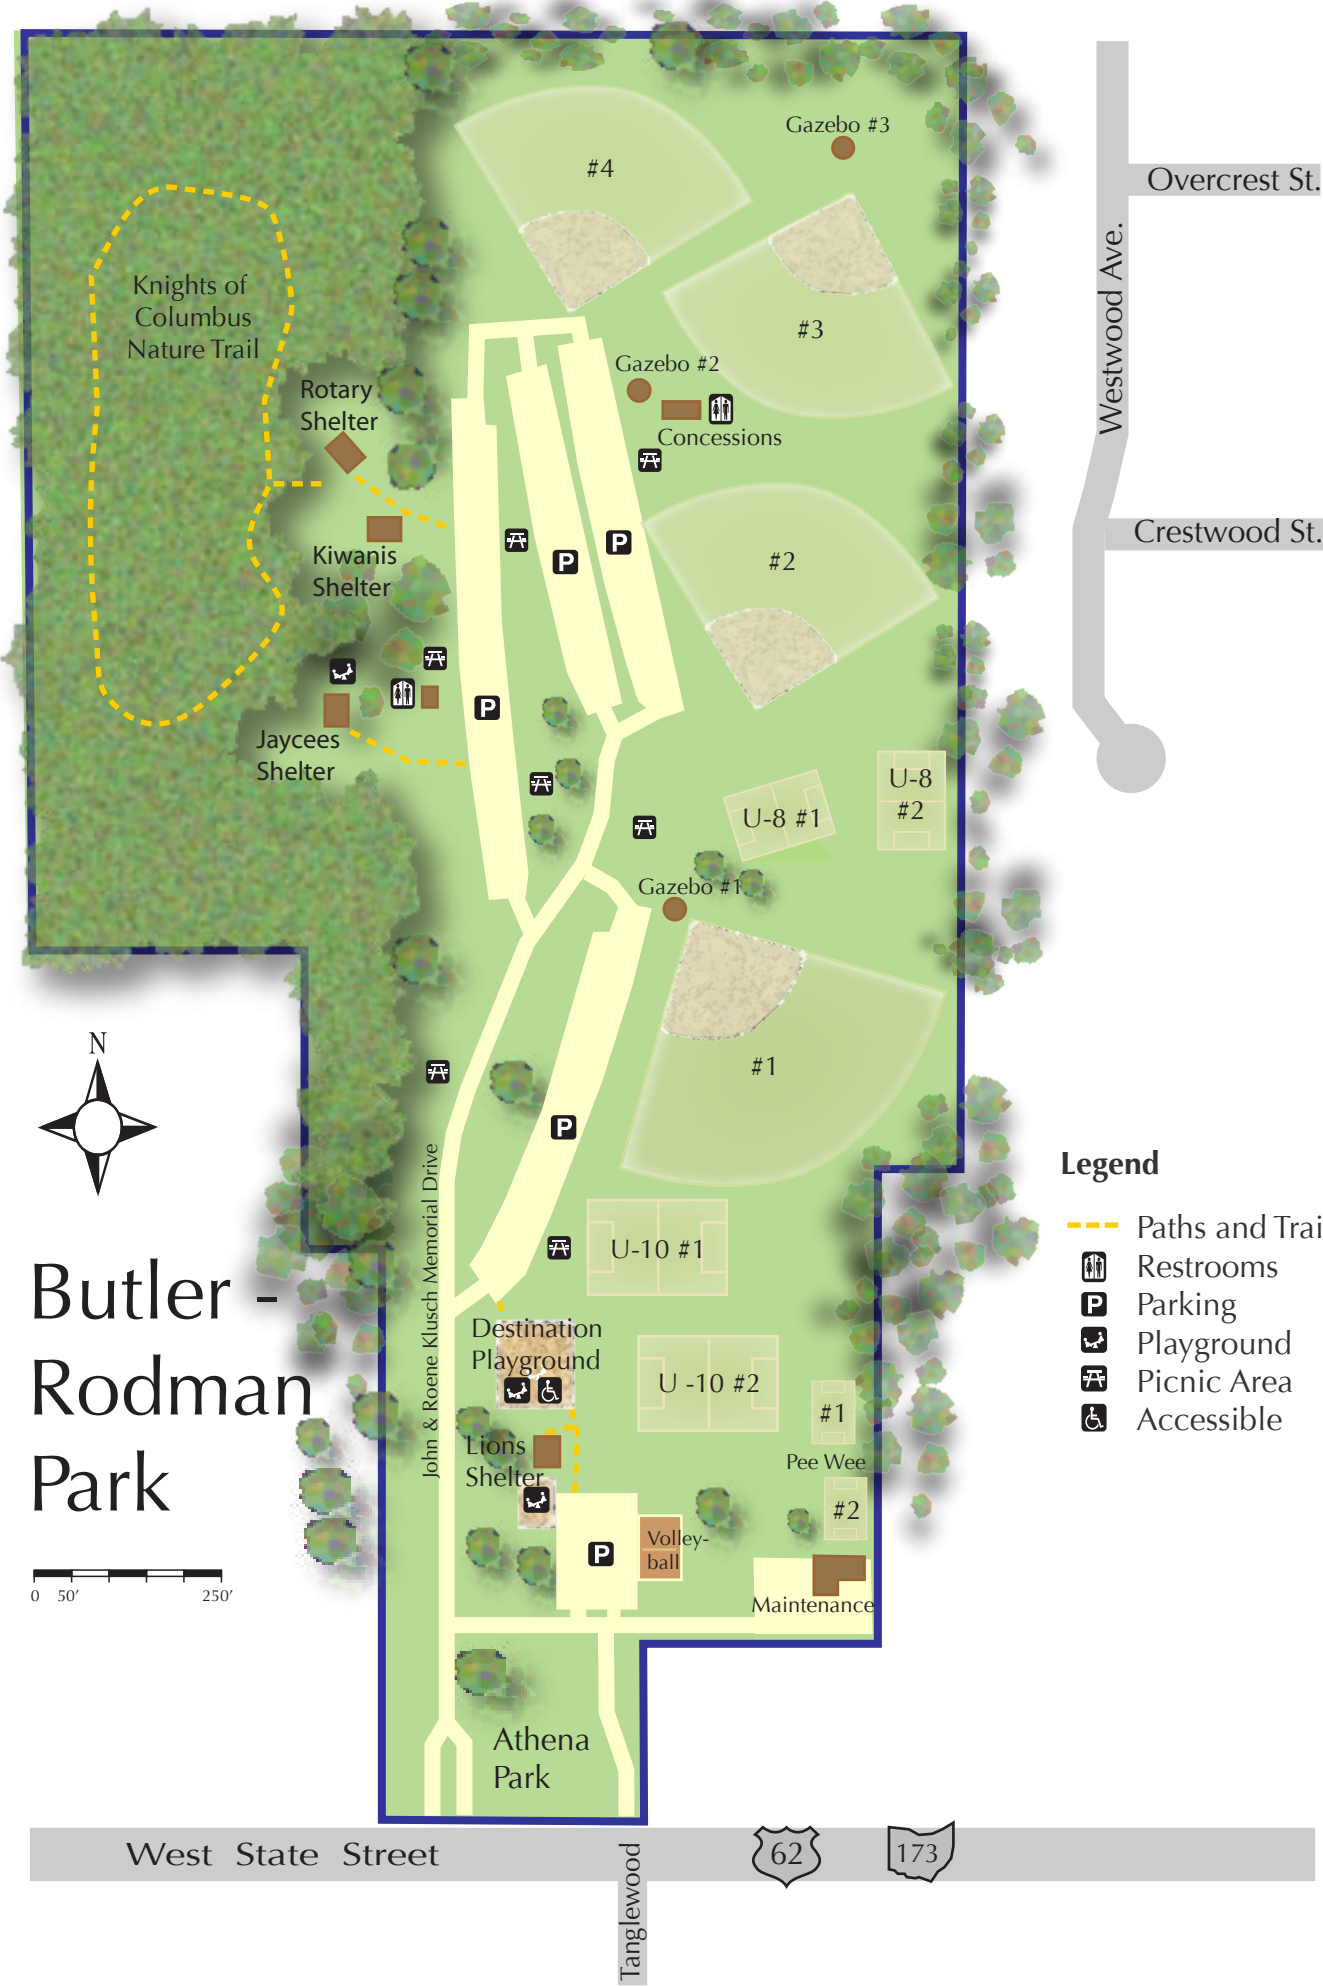 Gazebo #3
#4
Overcrest St.
Westwood Ave.
Knights of
Columbus
Nature Trail
#3
Gazebo #2
Rotary
Shelter
Concessions
P
P
#2
Crestwood St.
Kiwanis
Shelter
P
Jaycees
Shelter
U-8 #1
U-8
#2
Gazebo #1
N
#1
P
John & Roene Klusch Memorial Drive
Butler -
Rodman
Park
0 50' 250'
U-10 #1
Destination
Playground
U -10 #2
#1
Pee Wee
#2
Lions
Shelter
P
Volley-
ball
Maintenance
Legend
Paths and Trai
Restrooms
P Parking
Playground
Picnic Area
Accessible
Athena
Park
West State Street
62
173
Tanglewood